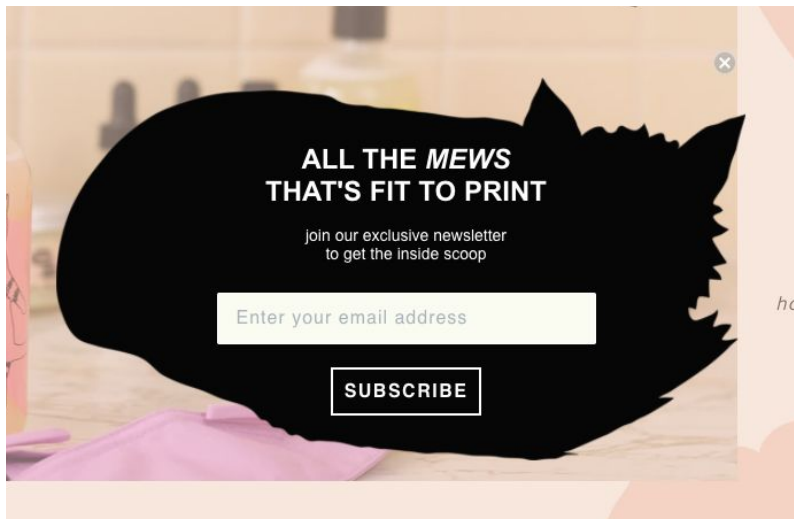 ALL THE MEWS
THAT'S FIT TO PRINT
join our exclusive newsletter
to get the inside scoop
Enter your email address
SUBSCRIBE